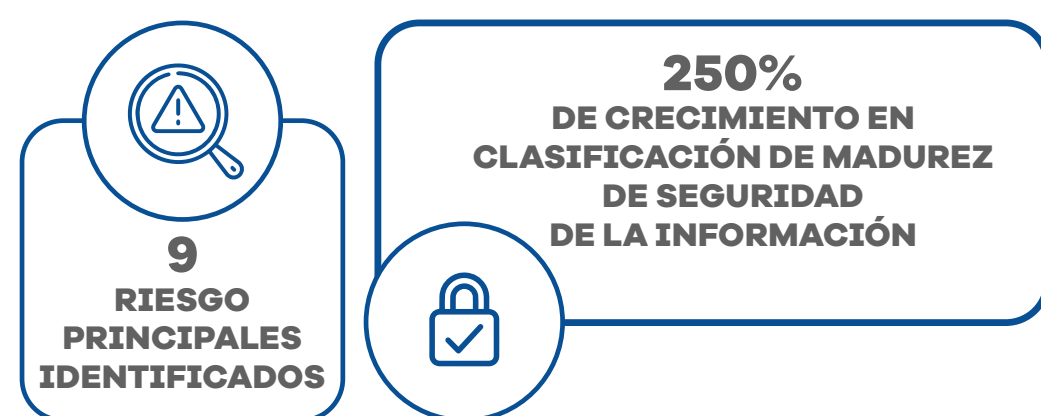 9
RIESGO
PRINCIPALES
IDENTIFICADOS
250%
DE CRECIMIENTO EN
CLASIFICACIÓN DE MADUREZ
DE SEGURIDAD
DE LA INFORMACIÓN